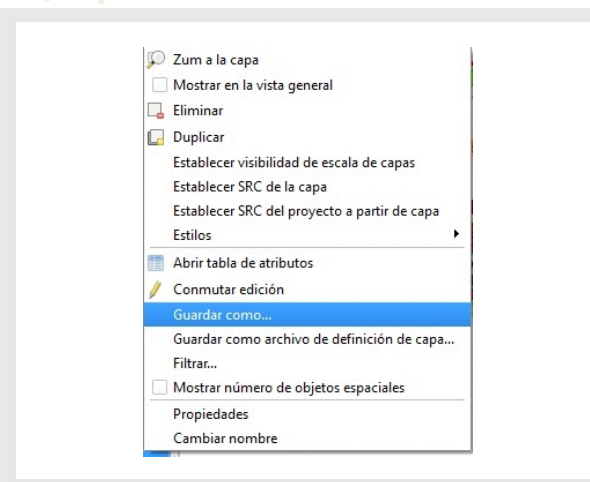 Zum a la capa
Mostrar en la vista general
Eliminar
Duplicar
Establecer visibilidad de escala de capas
Establecer SRC de la capa
Establecer SRC del proyecto a partir de capa
Estilos
Abrir tabla de atributos
Conmutar edición
Guardar como...
Guardar como archivo de definición de capa...
Filtrar...
Mostrar número de objetos espaciales
Propiedades
Cambiar nombre